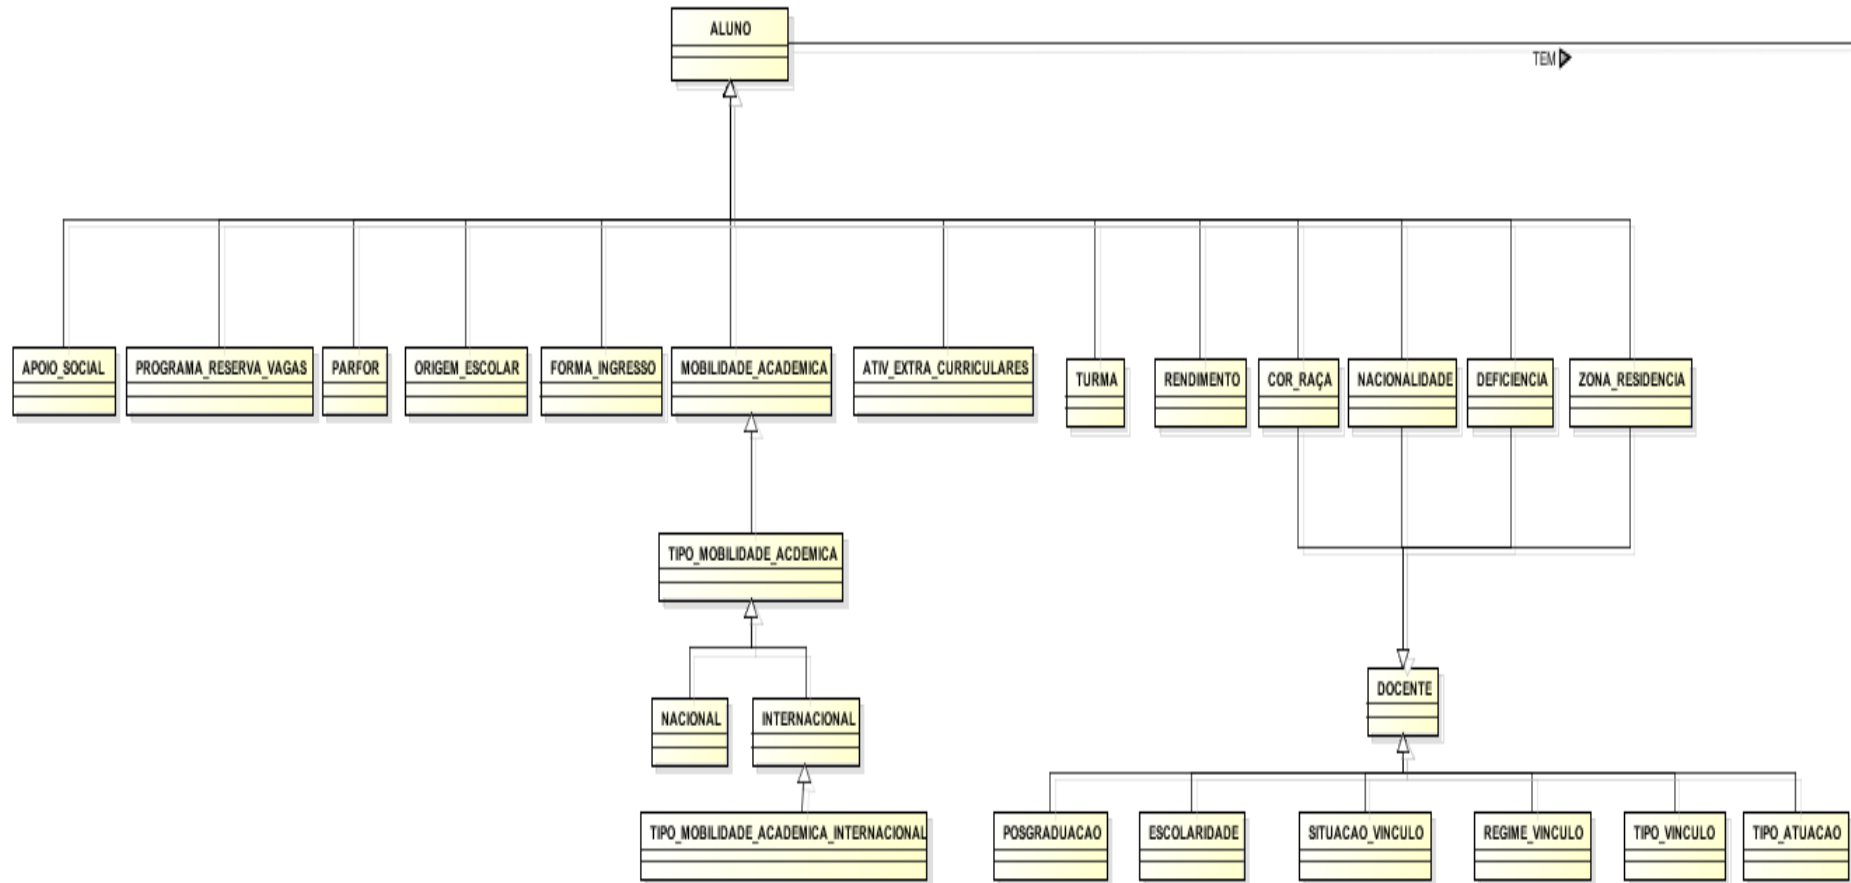 ALUNO
TEM
APOIO_SOCIAL
PROGRAMA_RESERVA_VAGAS
PARFOR
ORIGEM_ESCOLAR
FORMA_INGRESSO
MOBILIDADE_ACADEMICA
ATIV_EXTRA_CURRICULARES
TURMA
RENDIMENTO
COR_RAÇA
NACIONALIDADE
DEFICIENCIA
ZONA_RESIDENCIA
TIPO_MOBILIDADE_ACDEMICA
NACIONAL
INTERNACIONAL
DOCENTE
TIPO_MOBILIDADE_ACADEMICA_INTERNACIONAL
POSGRADUACAO
ESCOLARIDADE
SITUACAO_VINCULO
REGIME_VINCULO
TIPO_VINCULO
TIPO_ATUACAO